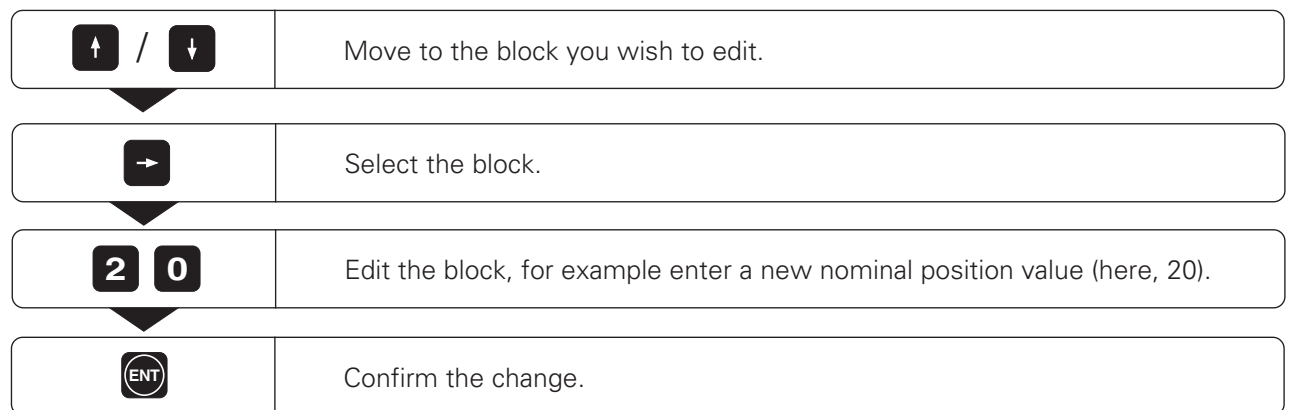 ↑ / ↓ Move to the block you wish to edit.
→ Select the block.
2 0 Edit the block, for example enter a new nominal position value (here, 20).
ENT Confirm the change.